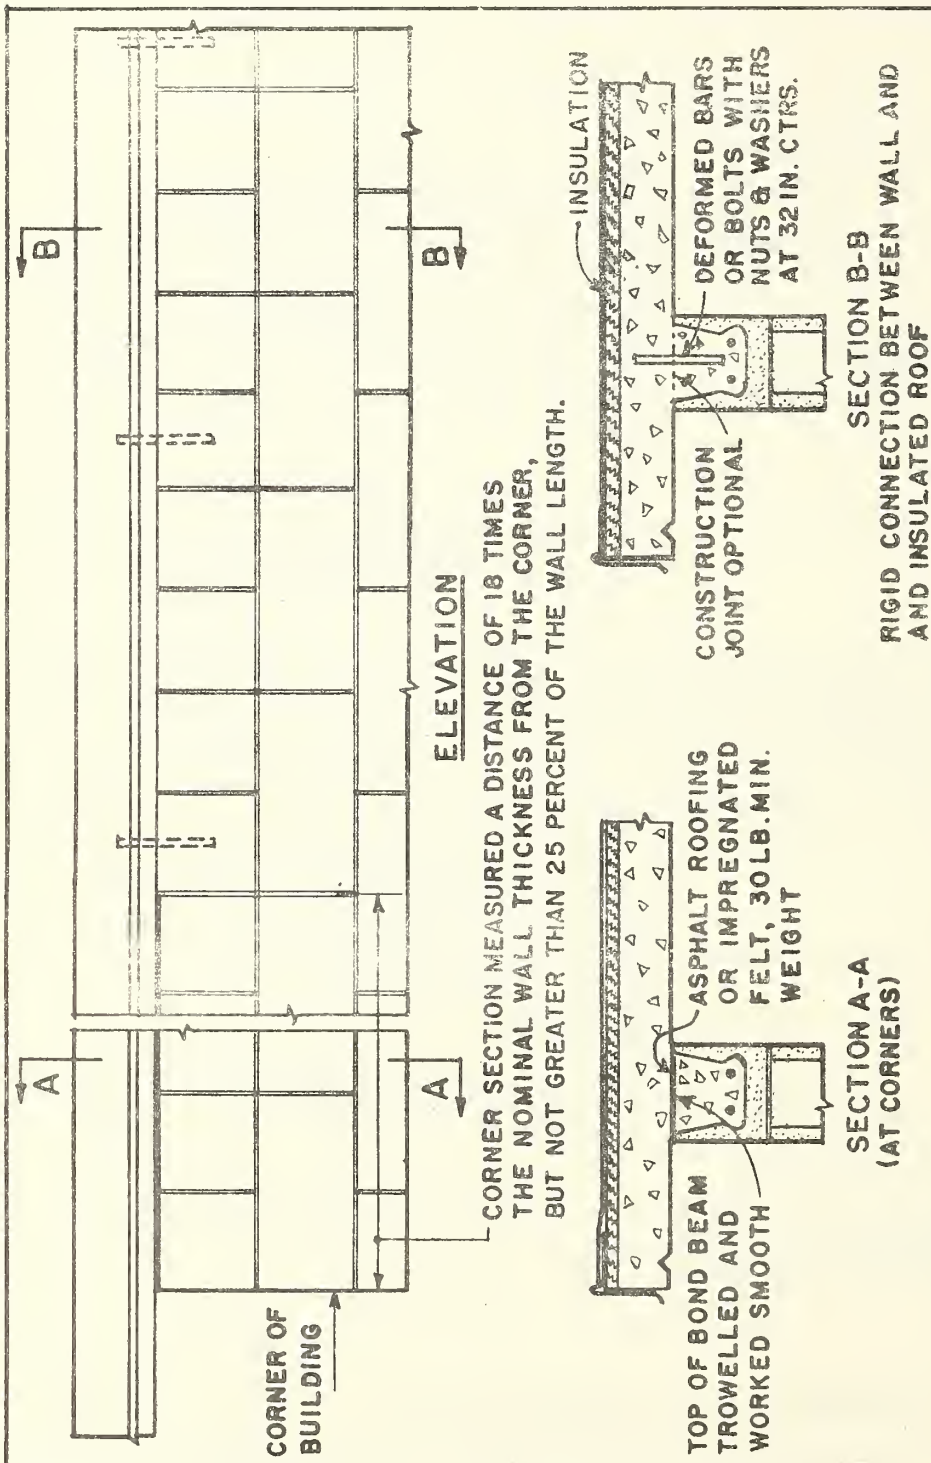 B
B
A
A
CORNER OF
BUILDING
ELEVATION
CORNER SECTION MEASURED A DISTANCE OF 18 TIMES
THE NOMINAL WALL THICKNESS FROM THE CORNER,
BUT NOT GREATER THAN 25 PERCENT OF THE WALL LENGTH.
TOP OF BOND BEAM
TROWELLED AND
WORKED SMOOTH
ASPHALT ROOFING
OR IMPREGNATED
FELT, 30LB. MIN.
WEIGHT
SECTION A-A
(AT CORNERS)
INSULATION
CONSTRUCTION
JOINT OPTIONAL
DEFORMED BARS
OR BOLTS WITH
NUTS & WASHERS
AT 32 IN. CTRS.
SECTION B-B
RIGID CONNECTION BETWEEN WALL AND
AND INSULATED ROOF